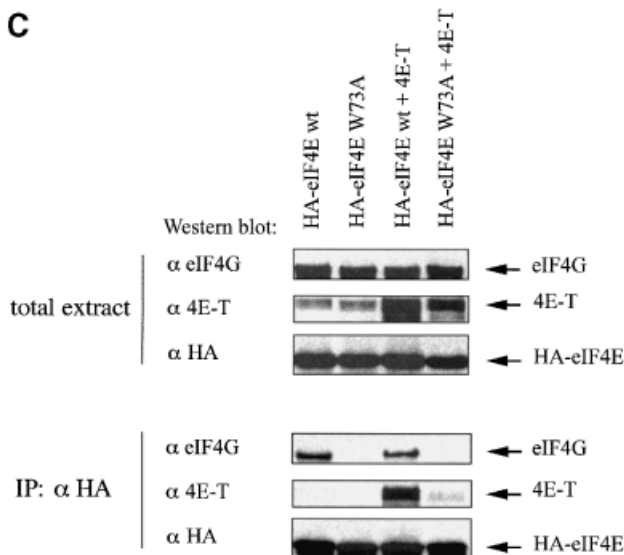 C
HA-eIF4E wt
HA-eIF4E W73A
HA-eIF4E wt + 4E-T
HA-eIF4E W73A + 4E-T
Western blot:
total extract
α eIF4G
eIF4G
α 4E-T
4E-T
α HA
HA-eIF4E
IP: α HA
α eIF4G
eIF4G
α 4E-T
4E-T
α HA
HA-eIF4E